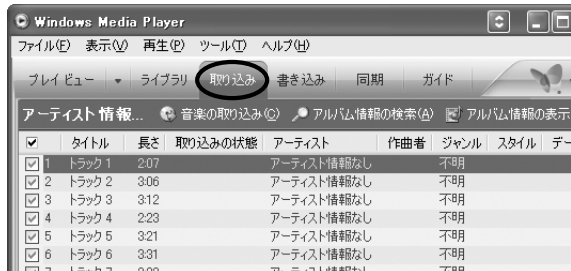 Windows Media Player
ファイル(F) 表示(V) 再生(P) ツール(T) ヘルプ(H)
プレイ ビュー ライブラリ 取り込み 書き込み 同期 ガイド
アーティスト情報... 音楽の取り込み(C) アルバム情報の検索(A) アルバム情報の表示
タイトル 長さ 取り込みの状態 アーティスト 作曲者 ジャンル スタイル デー
1 トラック 1 2:07 アーティスト情報なし 不明
2 トラック 2 3:06 アーティスト情報なし 不明
3 トラック 3 3:12 アーティスト情報なし 不明
4 トラック 4 2:23 アーティスト情報なし 不明
5 トラック 5 3:21 アーティスト情報なし 不明
6 トラック 6 3:31 アーティスト情報なし 不明